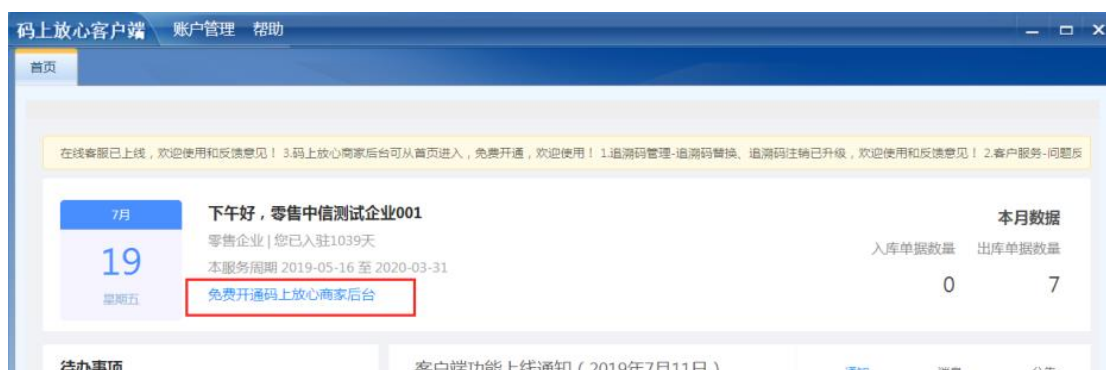 码上放心客户端 账户管理 帮助
首页
在线客服已上线，欢迎使用和反馈意见！ 3.码上放心商家后台可从首页进入，免费开通，欢迎使用！ 1.追溯码管理-追溯码替换、追溯码注销已升级，欢迎使用和反馈意见！ 2.客户服务-问题反
7月
19
星期五
下午好，零售中信测试企业001
零售企业 | 您已入驻1039天
本服务周期 2019-05-16 至 2020-03-31
免费开通码上放心商家后台
本月数据
入库单据数量 出库单据数量
0 7
待办事项
客户端功能上线通知（2019年7月11日）
通知 消息 公告